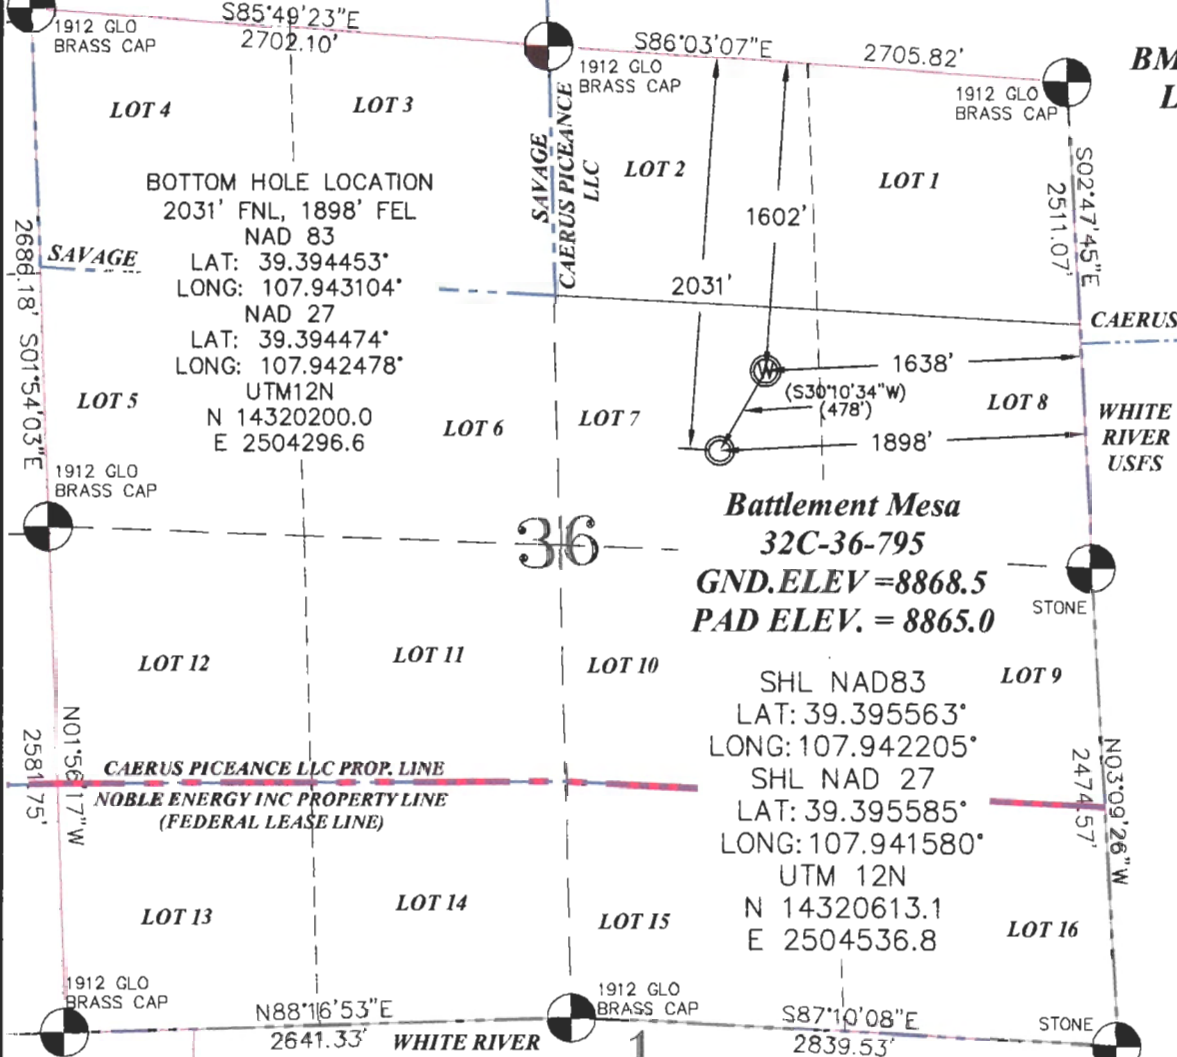 S85°49'23"E
2702.10'
1912 GLO
BRASS CAP
S86°03'07"E
2705.82'
1912 GLO
BRASS CAP
1912 GLO
BRASS CAP
BM
L
LOT 4
LOT 3
SAVAGE
CAERUS PICEANCE
LLC
LOT 2
LOT 1
S02°47'45"E
2511.07'
BOTTOM HOLE LOCATION
2031' FNL, 1898' FEL
NAD 83
LAT: 39.394453°
LONG: 107.943104°
NAD 27
LAT: 39.394474°
LONG: 107.942478°
UTM12N
N 14320200.0
E 2504296.6
1602'
2031'
SAVAGE
2686.18' S01°54'03"E
CAERUS
1638'
W
(S30°10'34"W)
(478')
1898'
LOT 5
LOT 6
LOT 7
LOT 8
WHITE
RIVER
USFS
1912 GLO
BRASS CAP
36
Battlement Mesa
32C-36-795
GND.ELEV =8868.5
PAD ELEV. = 8865.0
STONE
LOT 12
LOT 11
LOT 10
LOT 9
SHL NAD83
LAT: 39.395563°
LONG: 107.942205°
SHL NAD 27
LAT: 39.395585°
LONG: 107.941580°
UTM 12N
N 14320613.1
E 2504536.8
N01°56'17"W
2581.75'
CAERUS PICEANCE LLC PROP. LINE
NOBLE ENERGY INC PROPERTY LINE
(FEDERAL LEASE LINE)
N03°09'26"W
2474.57'
LOT 13
LOT 14
LOT 15
LOT 16
1912 GLO
BRASS CAP
N88°16'53"E
2641.33'
WHITE RIVER
1912 GLO
BRASS CAP
1
S87°10'08"E
2839.53'
STONE